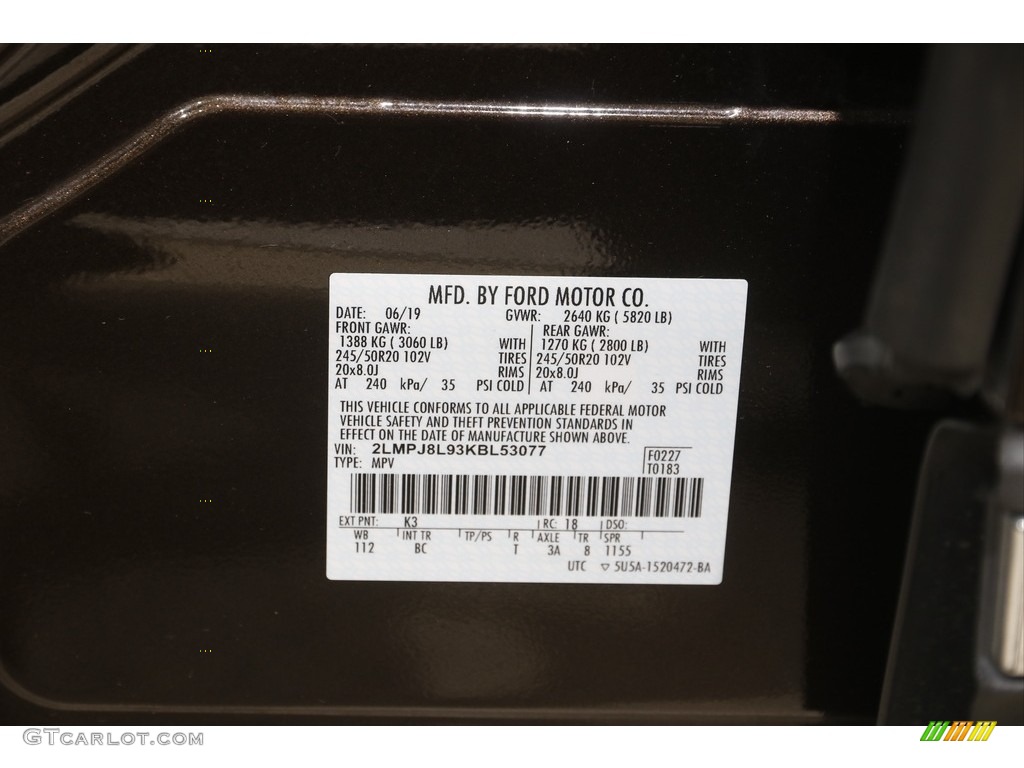 MFD. BY FORD MOTOR CO.
DATE: 06/19 GVWR: 2640 KG ( 5820 LB)
FRONT GAWR: REAR GAWR:
1388 KG ( 3060 LB) WITH 1270 KG ( 2800 LB) WITH
245/50R20 102V TIRES 245/50R20 102V TIRES
20x8.0J RIMS 20x8.0J RIMS
AT 240 kPa/ 35 PSI COLD AT 240 kPa/ 35 PSI COLD
THIS VEHICLE CONFORMS TO ALL APPLICABLE FEDERAL MOTOR
VEHICLE SAFETY AND THEFT PREVENTION STANDARDS IN
EFFECT ON THE DATE OF MANUFACTURE SHOWN ABOVE.
VIN: 2LMPJ8L93KBL53077
F0227
TYPE: MPV
T0183
EXT PNT: K3 RC: 18 DSO:
WB INT TR TP/PS R AXLE TR SPR
112 BC T 3A 8 1155
UTC ▽ 5U5A-1520472-BA
GTCarlot.com